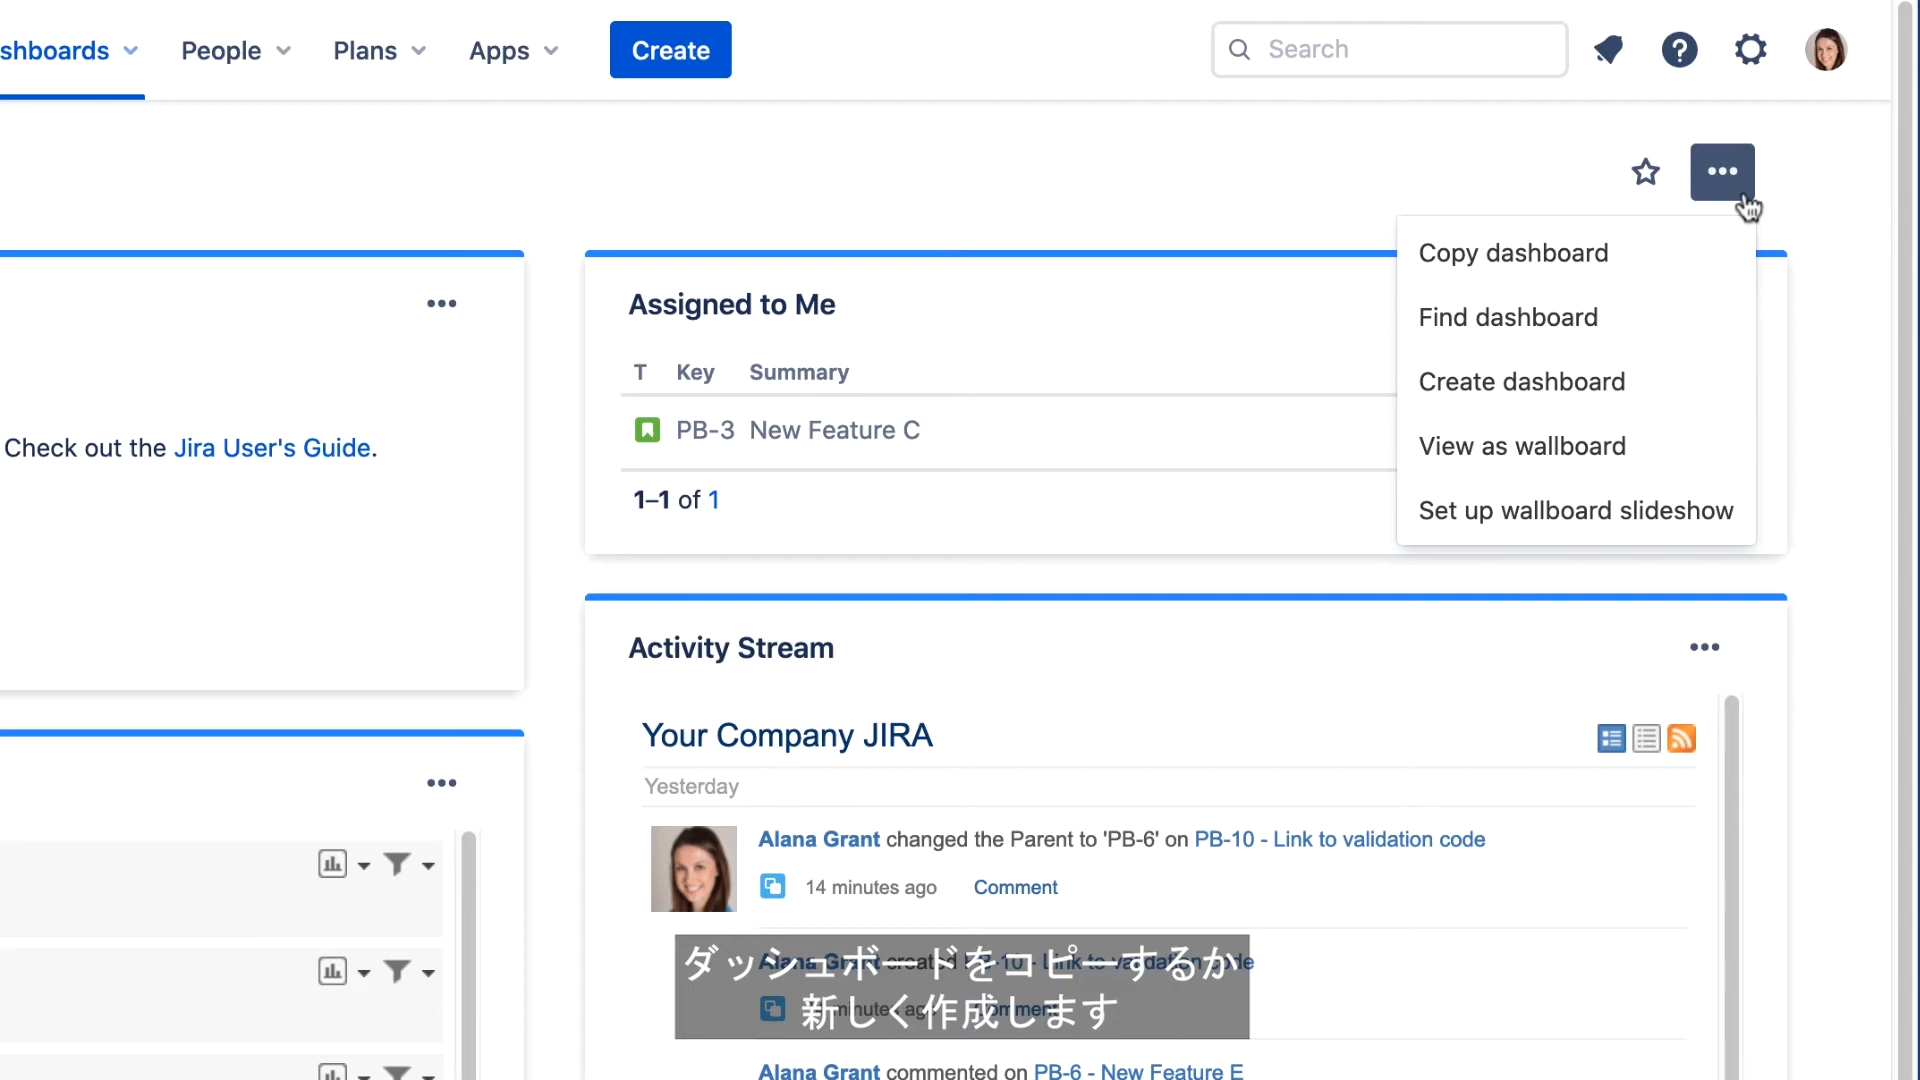 shboards People Plans Apps Create Search
Copy dashboard
Find dashboard
Create dashboard
View as wallboard
Set up wallboard slideshow
Check out the Jira User's Guide.
Assigned to Me
T Key Summary
PB-3 New Feature C
1–1 of 1
Activity Stream
Your Company JIRA
Yesterday
Alana Grant changed the Parent to 'PB-6' on PB-10 - Link to validation code
14 minutes ago Comment
ダッシュボードをコピーするか
新しく作成します
Alana Grant commented on PB-6 - New Feature E